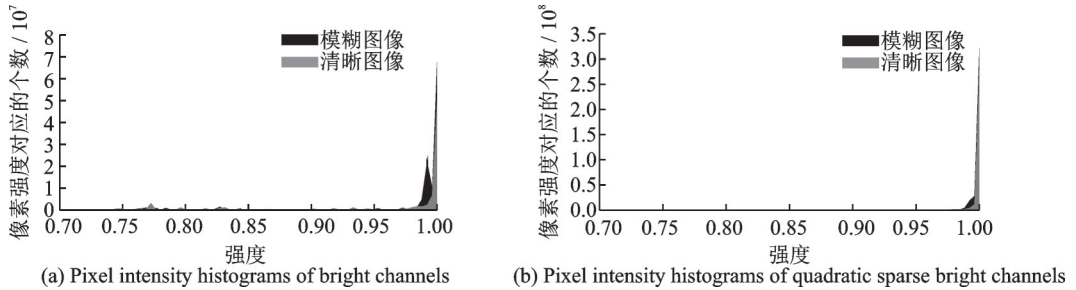 像素强度对应的个数 / 10⁷
8
7
6
5
4
3
2
1
0
模糊图像
清晰图像
0.70 0.75 0.80 0.85 0.90 0.95 1.00
强度
(a) Pixel intensity histograms of bright channels
像素强度对应的个数 / 10⁸
3.5
3.0
2.5
2.0
1.5
1.0
0.5
0.0
模糊图像
清晰图像
0.70 0.75 0.80 0.85 0.90 0.95 1.00
强度
(b) Pixel intensity histograms of quadratic sparse bright channels